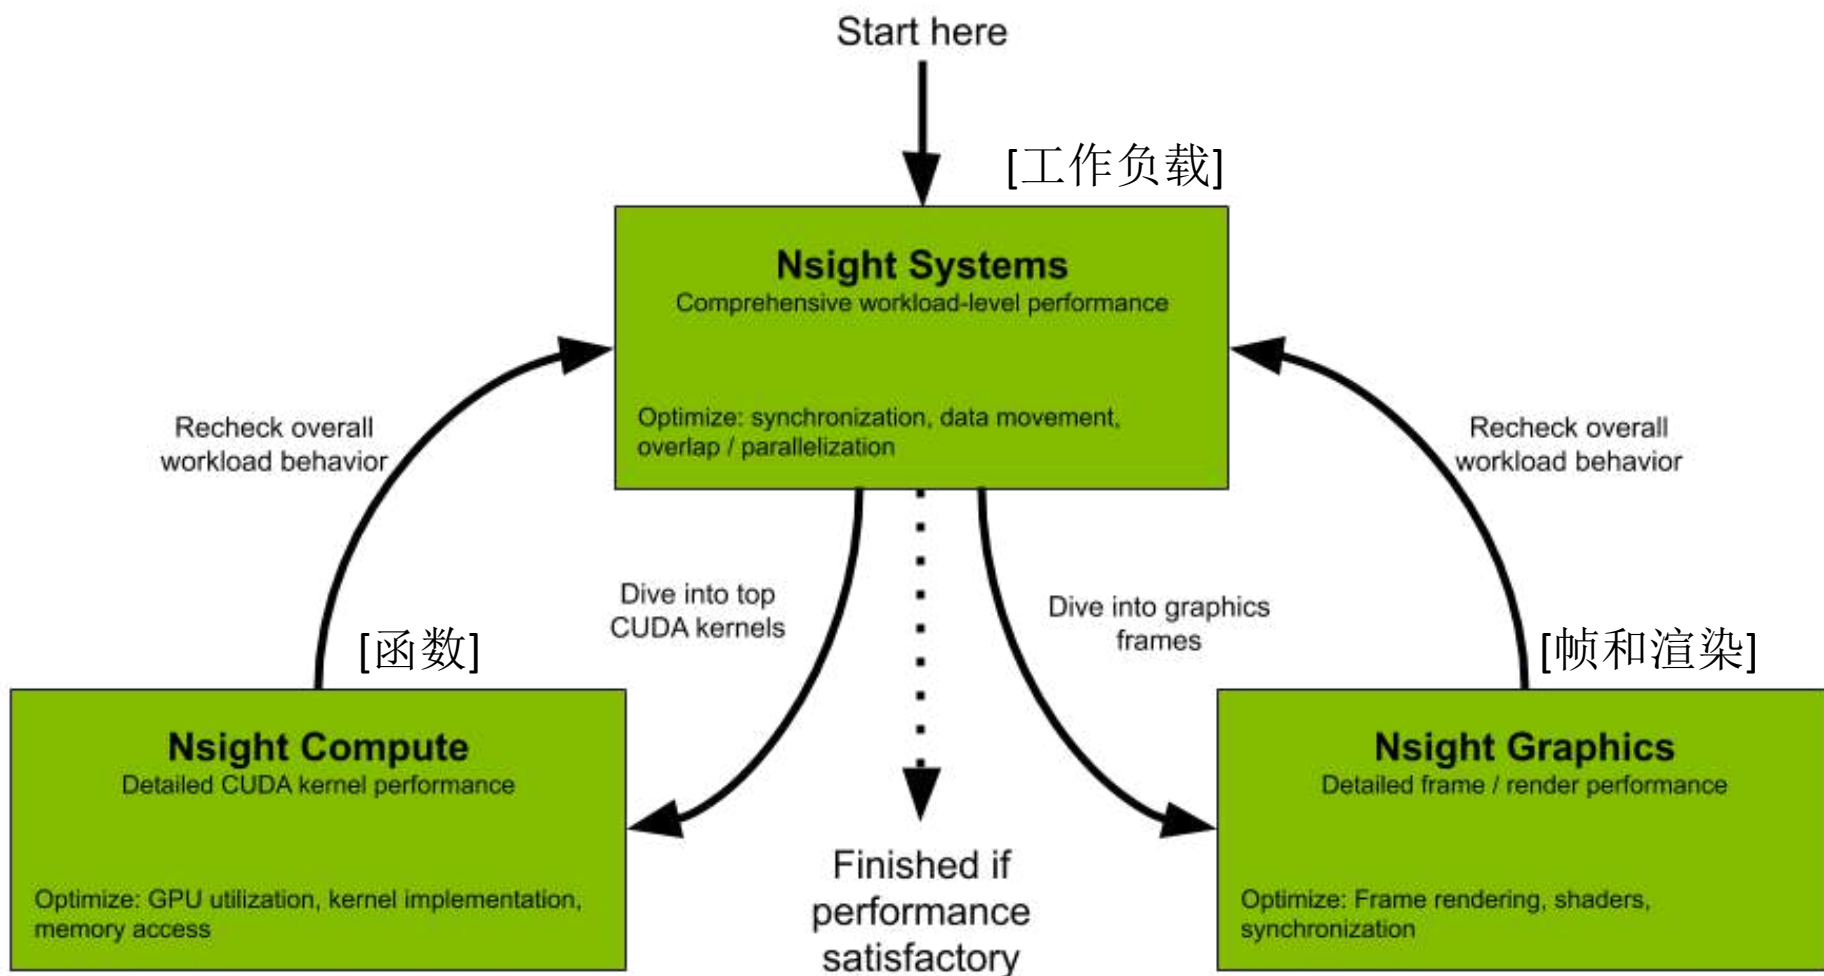 Start here
[工作负载]
Nsight Systems
Comprehensive workload-level performance
Optimize: synchronization, data movement,
overlap / parallelization
Recheck overall
workload behavior
Recheck overall
workload behavior
Dive into top
CUDA kernels
Dive into graphics
frames
[函数]
[帧和渲染]
Nsight Compute
Detailed CUDA kernel performance
Optimize: GPU utilization, kernel implementation,
memory access
Finished if
performance
satisfactory
Nsight Graphics
Detailed frame / render performance
Optimize: Frame rendering, shaders,
synchronization